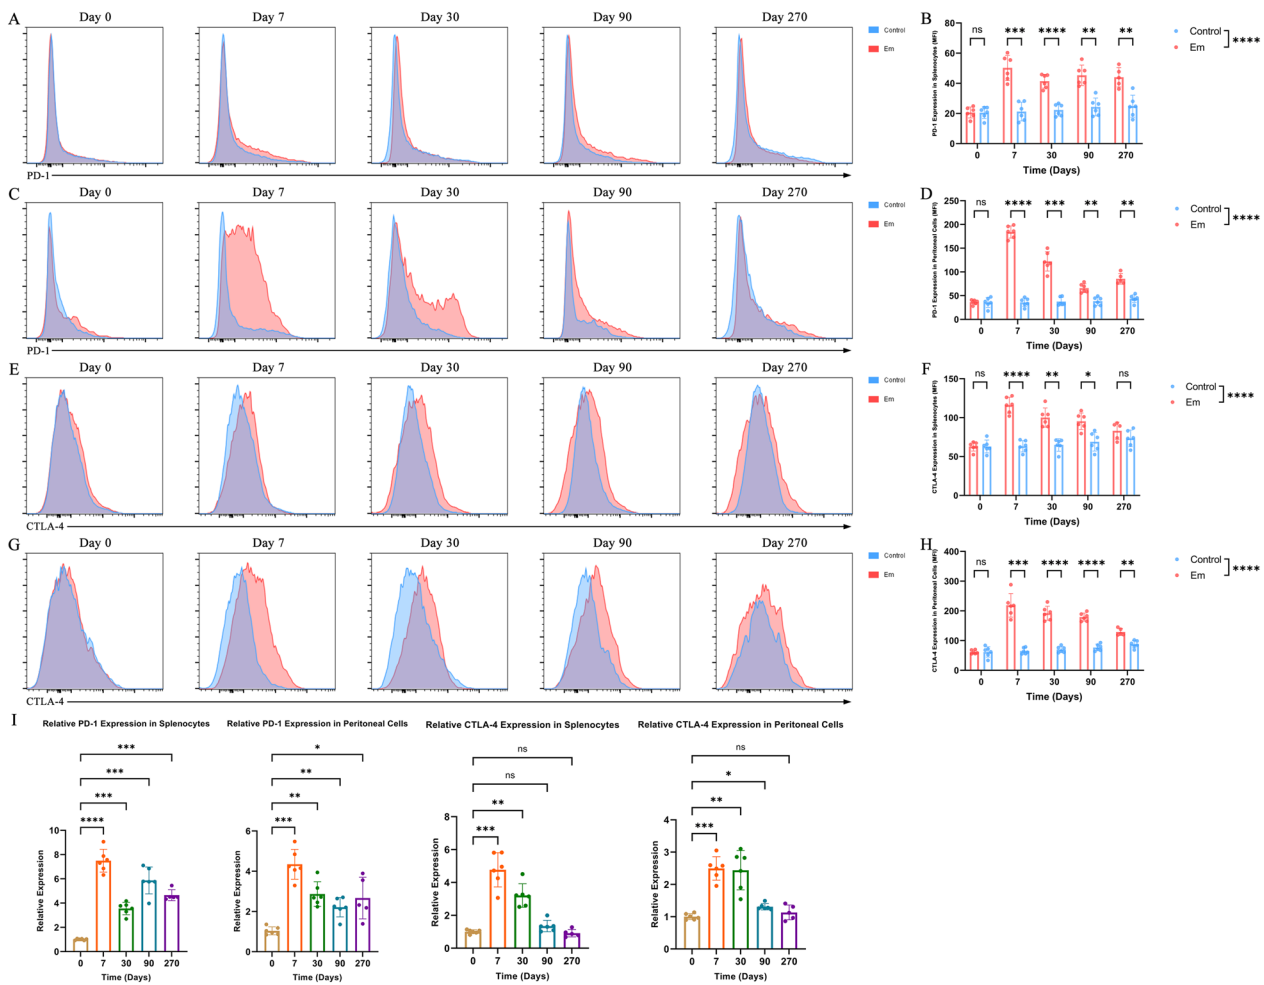 A
Day 0
Day 7
Day 30
Day 90
Day 270
Control
Em
PD-1
B
PD-1 Expression in Splenocytes (MFI)
80
60
40
20
0
ns
***
****
**
**
0
7
30
90
270
Time (Days)
Control
Em
****
C
Day 0
Day 7
Day 30
Day 90
Day 270
Control
Em
PD-1
D
PD-1 Expression in Peritoneal Cells (MFI)
250
200
150
100
50
0
ns
****
***
**
**
0
7
30
90
270
Time (Days)
Control
Em
****
E
Day 0
Day 7
Day 30
Day 90
Day 270
Control
Em
CTLA-4
F
CTLA-4 Expression in Splenocytes (MFI)
150
100
50
0
ns
****
**
*
ns
0
7
30
90
270
Time (Days)
Control
Em
****
G
Day 0
Day 7
Day 30
Day 90
Day 270
Control
Em
CTLA-4
H
CTLA-4 Expression in Peritoneal Cells (MFI)
400
300
200
100
0
ns
***
****
****
**
0
7
30
90
270
Time (Days)
Control
Em
****
I
Relative PD-1 Expression in Splenocytes
***
***
***
****
Relative Expression
10
8
6
4
2
0
0
7
30
90
270
Time (Days)
Relative PD-1 Expression in Peritoneal Cells
*
**
**
***
Relative Expression
6
4
2
0
0
7
30
90
270
Time (Days)
Relative CTLA-4 Expression in Splenocytes
ns
ns
**
***
Relative Expression
8
6
4
2
0
0
7
30
90
270
Time (Days)
Relative CTLA-4 Expression in Peritoneal Cells
ns
*
**
***
Relative Expression
4
3
2
1
0
0
7
30
90
270
Time (Days)